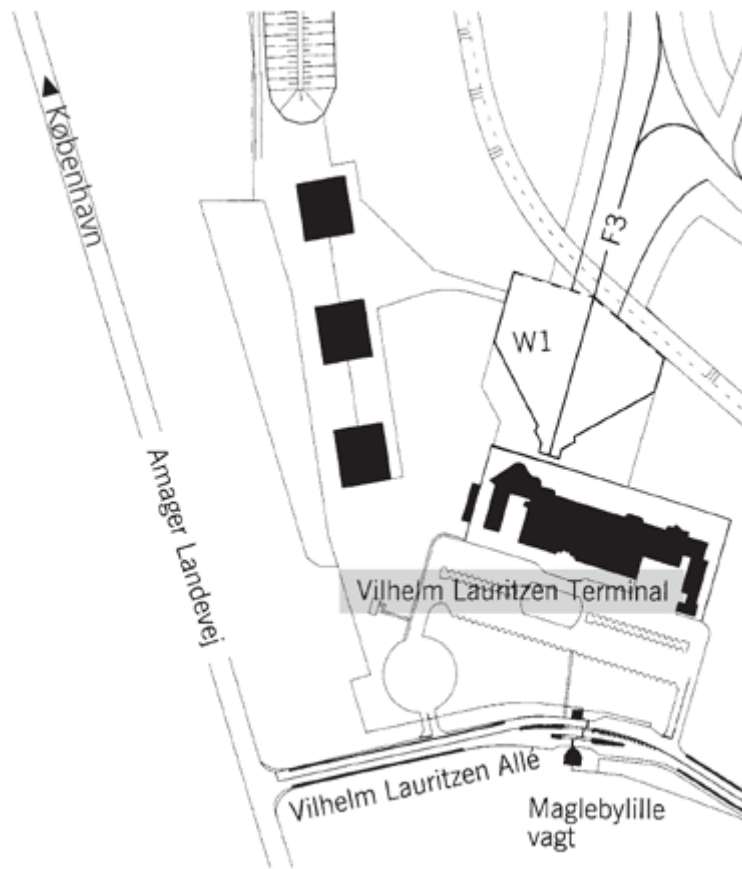 København
F3
W1
Amager Landevej
Vilhelm Lauritzen Terminal
Vilhelm Lauritzen Allé
Maglebylille
vagt